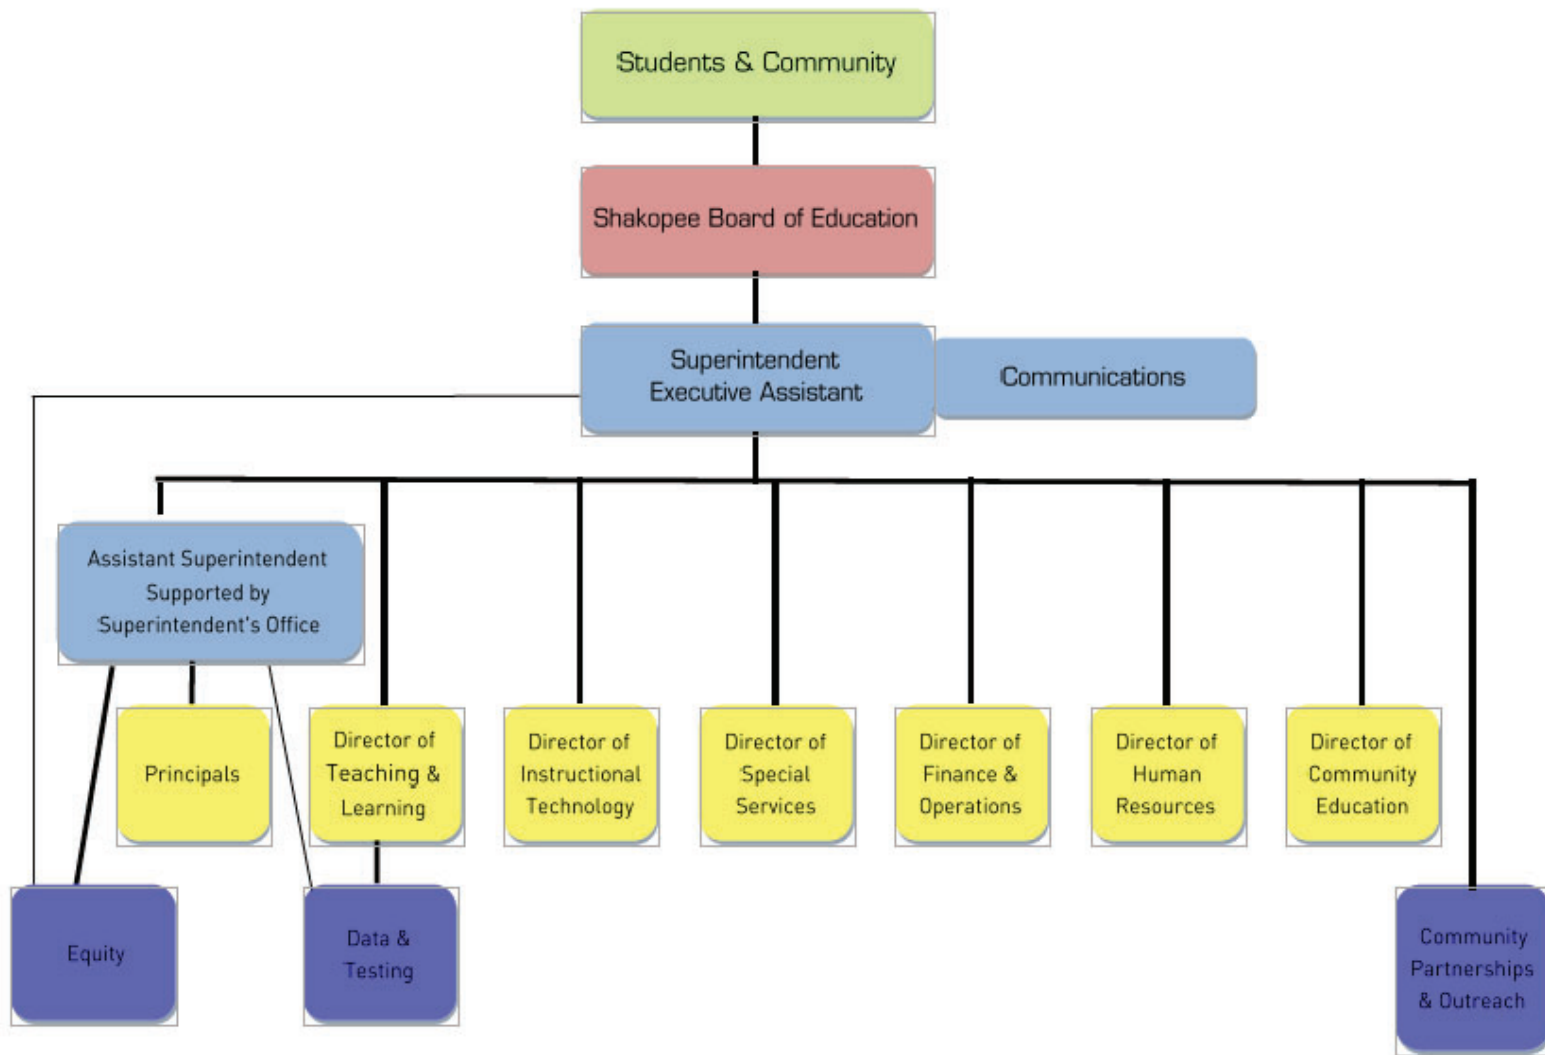 Students & Community
Shakopee Board of Education
Superintendent
Executive Assistant
Communications
Assistant Superintendent
Supported by
Superintendent's Office
Principals
Director of
Teaching &
Learning
Director of
Instructional
Technology
Director of
Special
Services
Director of
Finance &
Operations
Director of
Human
Resources
Director of
Community
Education
Equity
Data &
Testing
Community
Partnerships
& Outreach